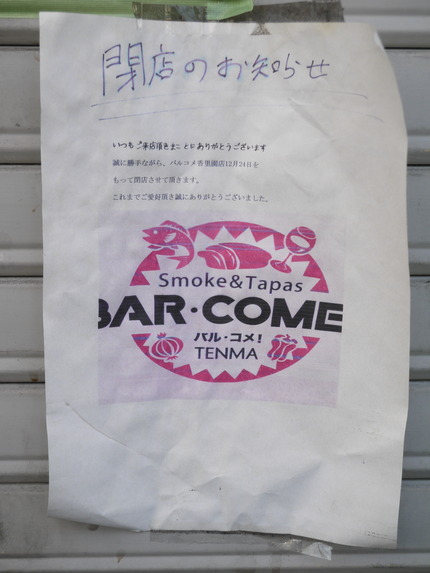 閉店のお知らせ
いつもご来店頂きまことにありがとうございます
誠に勝手ながら、バルコメ香里園店12月24日を
もって閉店させて頂きます。
これまでご愛好頂き誠にありがとうございました。
Smoke&Tapas
BAR・COME
バル・コメ!
TENMA